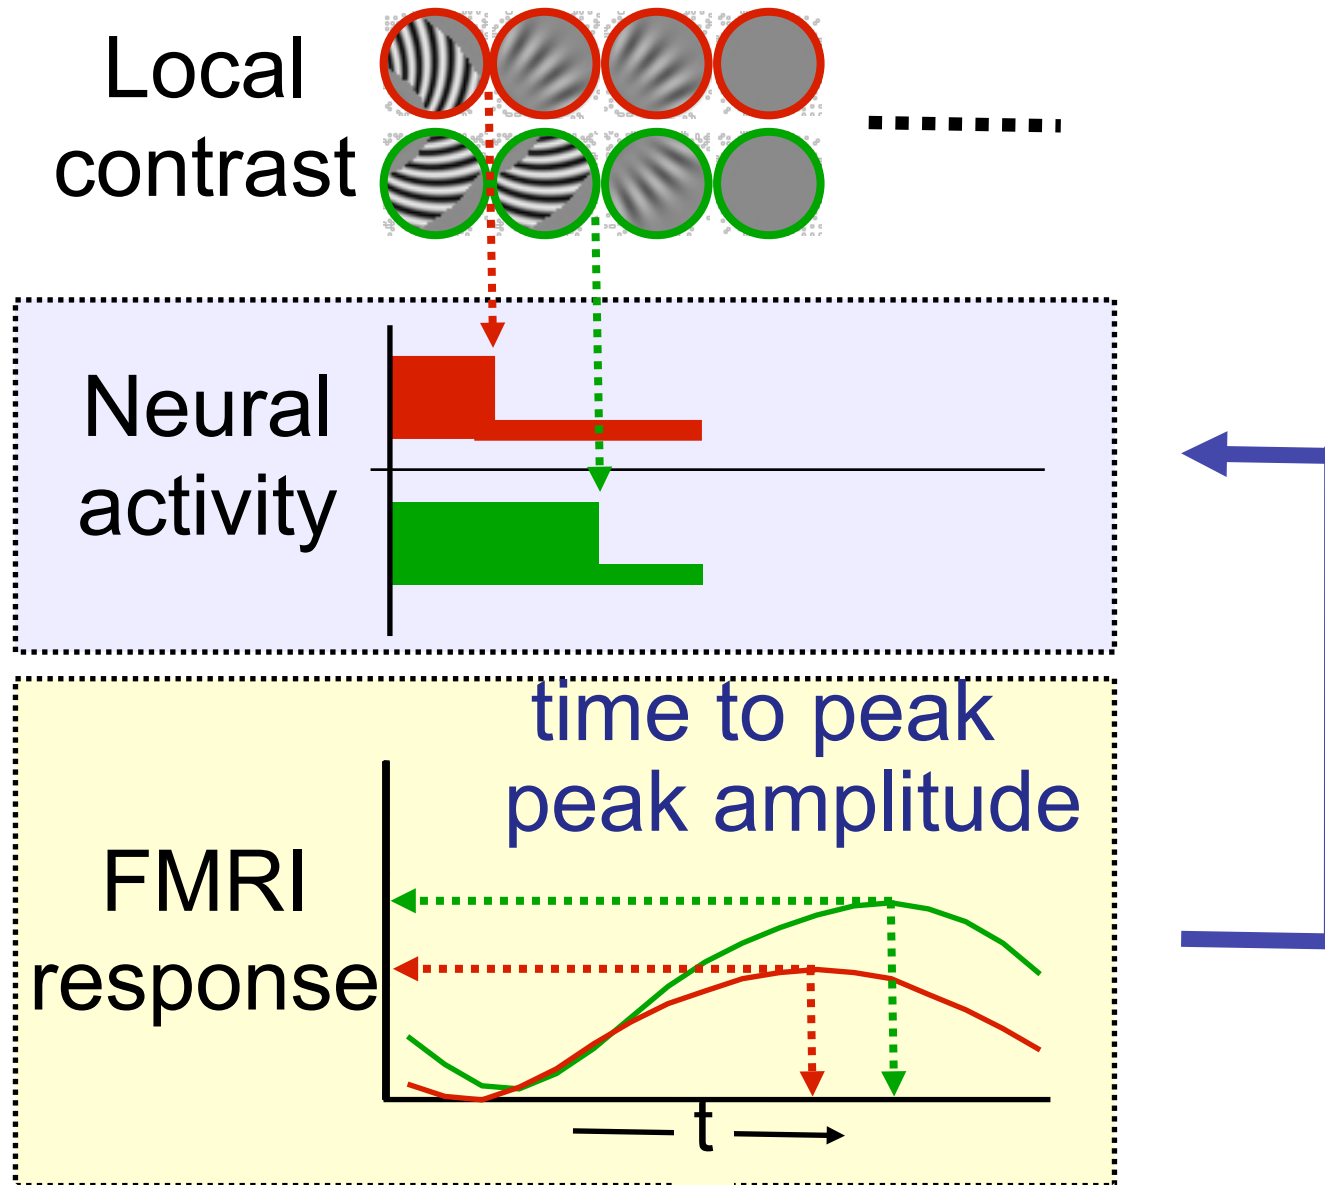 Local
contrast
Neural
activity
time to peak
peak amplitude
FMRI
response
t